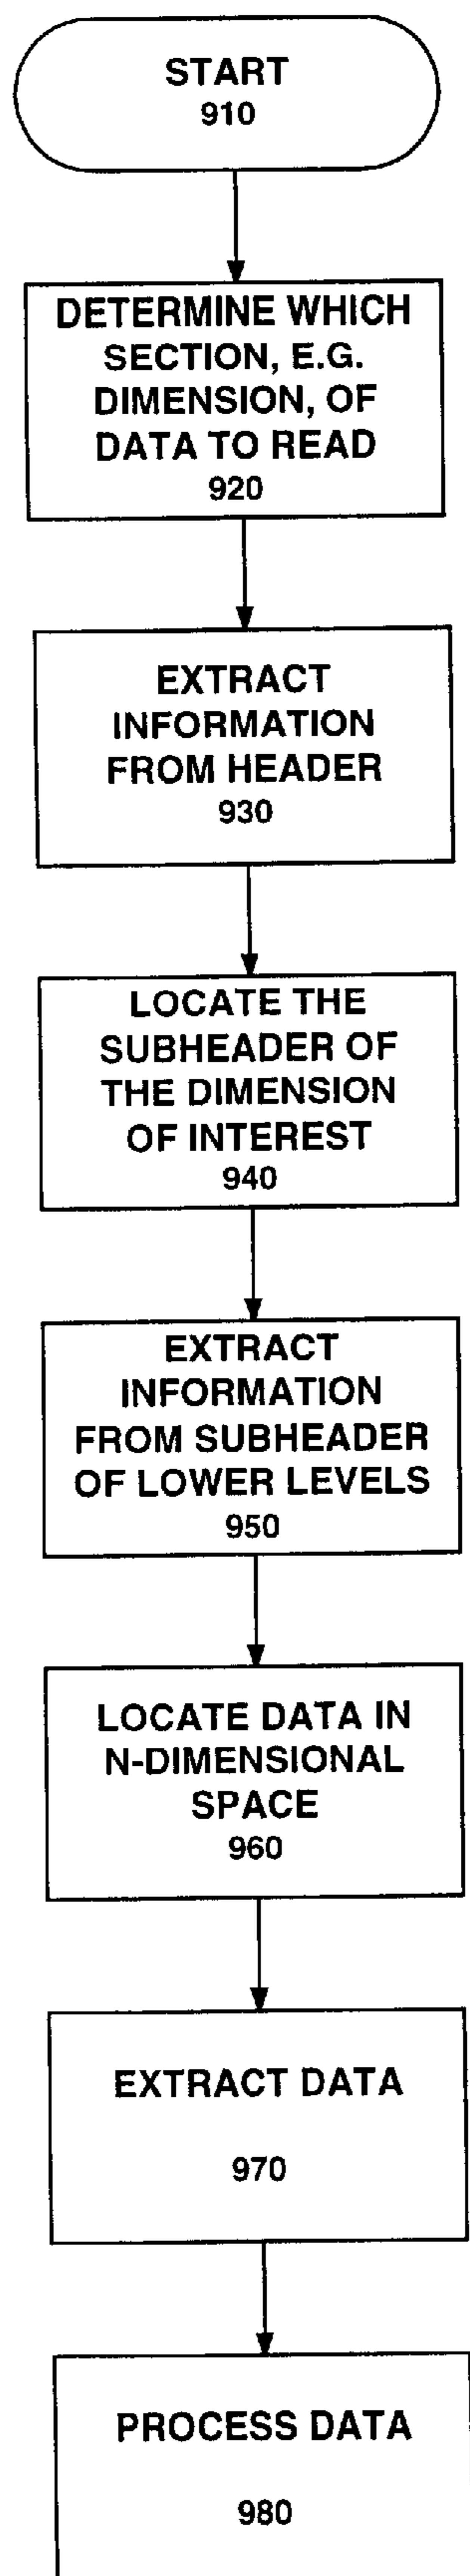 START
910
DETERMINE WHICH
SECTION, E.G.
DIMENSION, OF
DATA TO READ
920
EXTRACT
INFORMATION
FROM HEADER
930
LOCATE THE
SUBHEADER OF
THE DIMENSION
OF INTEREST
940
EXTRACT
INFORMATION
FROM SUBHEADER
OF LOWER LEVELS
950
LOCATE DATA IN
N-DIMENSIONAL
SPACE
960
EXTRACT DATA
970
PROCESS DATA
980